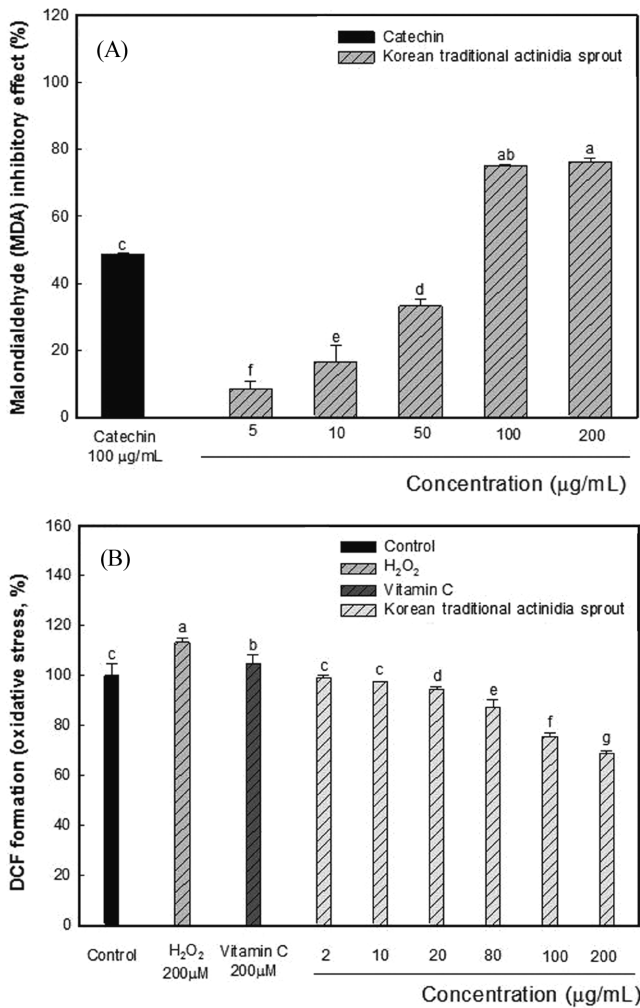 120
100
80
60
40
20
0
Malondialdehyde (MDA) inhibitory effect (%)
(A)
Catechin
Korean traditional actinidia sprout
c
f
e
d
ab
a
Catechin
100 μg/mL
5 10 50 100 200
Concentration (μg/mL)
160
140
120
100
80
60
40
20
0
DCF formation (oxidative stress, %)
(B)
Control
H₂O₂
Vitamin C
Korean traditional actinidia sprout
c
a
b
c
c
d
e
f
g
Control
H₂O₂
200μM
Vitamin C
200μM
2 10 20 80 100 200
Concentration (μg/mL)